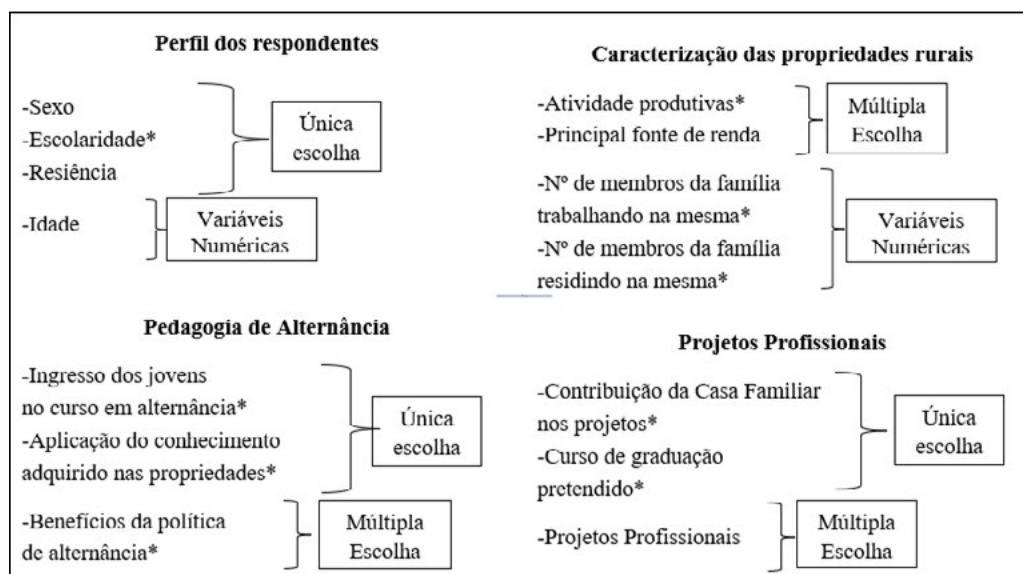 Perfil dos respondentes
-Sexo
-Escolaridade*
-Resiência
Única
escolha
-Idade
Variáveis
Numéricas
Caracterização das propriedades rurais
-Atividade produtivas*
-Principal fonte de renda
Múltipla
Escolha
-Nº de membros da família
trabalhando na mesma*
-Nº de membros da família
residindo na mesma*
Variáveis
Numéricas
Pedagogia de Alternância
-Ingresso dos jovens
no curso em alternância*
-Aplicação do conhecimento
adquirido nas propriedades*
Única
escolha
-Benefícios da política
de alternância*
Múltipla
Escolha
Projetos Profissionais
-Contribuição da Casa Familiar
nos projetos*
-Curso de graduação
pretendido*
Única
escolha
-Projetos Profissionais
Múltipla
Escolha